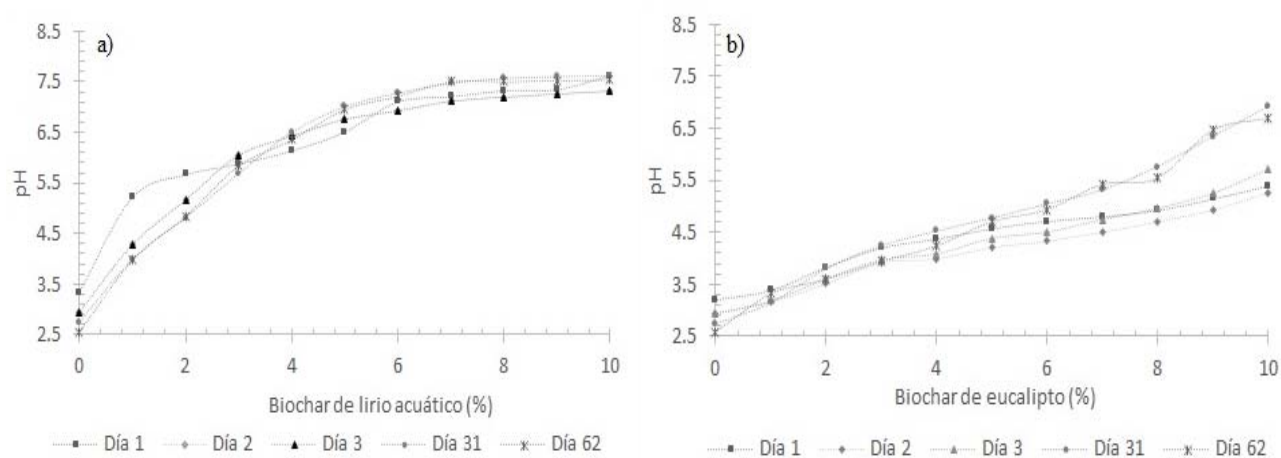 a)
8.5
7.5
6.5
5.5
4.5
3.5
2.5
pH
0 2 4 6 8 10
Biochar de lirio acuático (%)
Día 1 Día 2 Día 3 Día 31 Día 62
b)
8.5
7.5
6.5
5.5
4.5
3.5
2.5
pH
0 2 4 6 8 10
Biochar de eucalipto (%)
Día 1 Día 2 Día 3 Día 31 Día 62